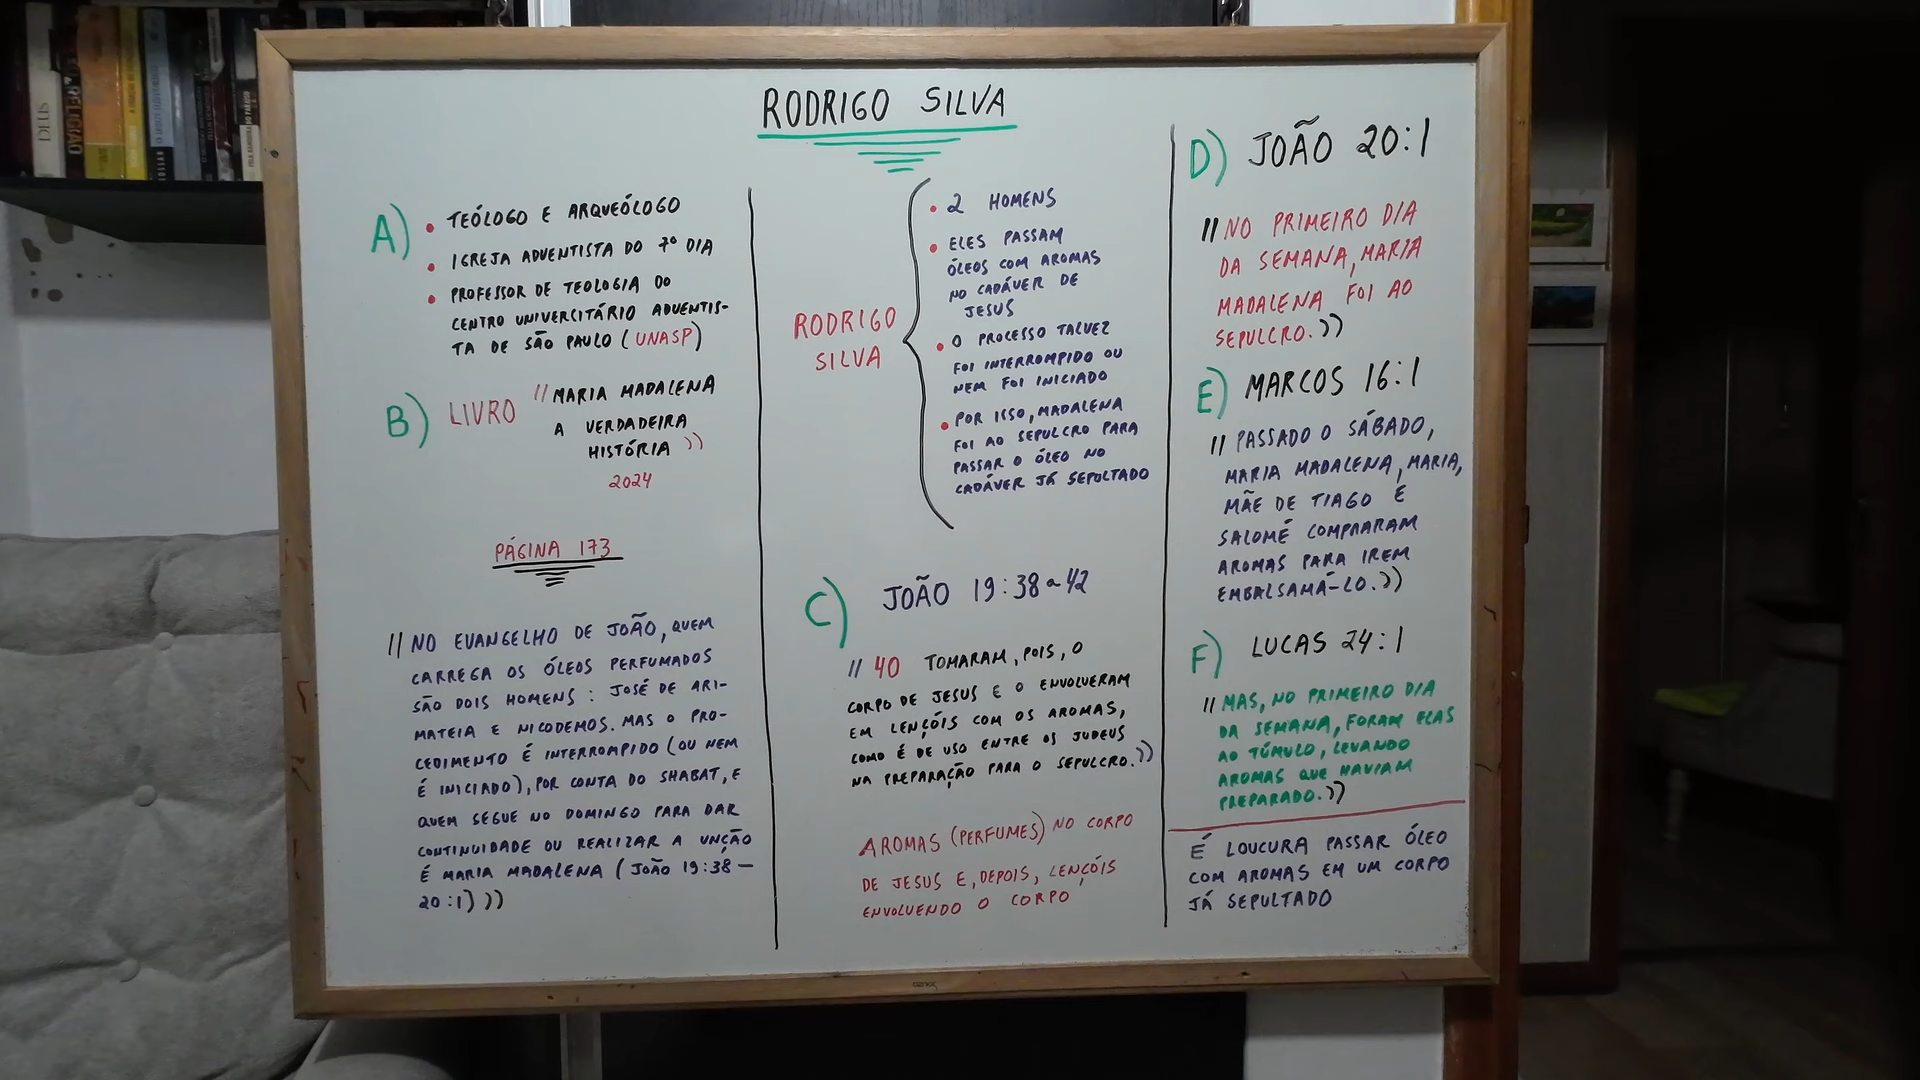 RODRIGO SILVA
A)
• TEÓLOGO E ARQUEÓLOGO
• IGREJA ADVENTISTA DO 7º DIA
• PROFESSOR DE TEOLOGIA DO
CENTRO UNIVERCITÁRIO ADVENTIS-
TA DE SÃO PAULO (UNASP)
B) LIVRO
"MARIA MADALENA
A VERDADEIRA
HISTÓRIA"
2024
PÁGINA 173
"NO EVANGELHO DE JOÃO, QUEM
CARREGA OS ÓLEOS PERFUMADOS
SÃO DOIS HOMENS: JOSÉ DE ARI-
MATEIA E NICODEMOS. MAS O PRO-
CEDIMENTO É INTERROMPIDO (OU NEM
É INICIADO), POR CONTA DO SHABAT, E
QUEM SEGUE NO DOMINGO PARA DAR
CONTINUIDADE OU REALIZAR A UNÇÃO
É MARIA MADALENA (JOÃO 19:38 —
20:1)"
RODRIGO
SILVA
• 2 HOMENS
• ELES PASSAM
ÓLEOS COM AROMAS
NO CADÁVER DE
JESUS
• O PROCESSO TALVEZ
FOI INTERROMPIDO OU
NEM FOI INICIADO
• POR ISSO, MADALENA
FOI AO SEPULCRO PARA
PASSAR O ÓLEO NO
CADÁVER JÁ SEPULTADO
C) JOÃO 19:38 a 42
"40 TOMARAM, POIS, O
CORPO DE JESUS E O ENVOLVERAM
EM LENÇÓIS COM OS AROMAS,
COMO É DE USO ENTRE OS JUDEUS
NA PREPARAÇÃO PARA O SEPULCRO."
AROMAS (PERFUMES) NO CORPO
DE JESUS E, DEPOIS, LENÇÓIS
ENVOLVENDO O CORPO
D) JOÃO 20:1
"NO PRIMEIRO DIA
DA SEMANA, MARIA
MADALENA FOI AO
SEPULCRO."
E) MARCOS 16:1
"PASSADO O SÁBADO,
MARIA MADALENA, MARIA,
MÃE DE TIAGO E
SALOMÉ COMPRARAM
AROMAS PARA IREM
EMBALSAMÁ-LO."
F) LUCAS 24:1
"MAS, NO PRIMEIRO DIA
DA SEMANA, FORAM ELAS
AO TÚMULO, LEVANDO
AROMAS QUE HAVIAM
PREPARADO."
É LOUCURA PASSAR ÓLEO
COM AROMAS EM UM CORPO
JÁ SEPULTADO